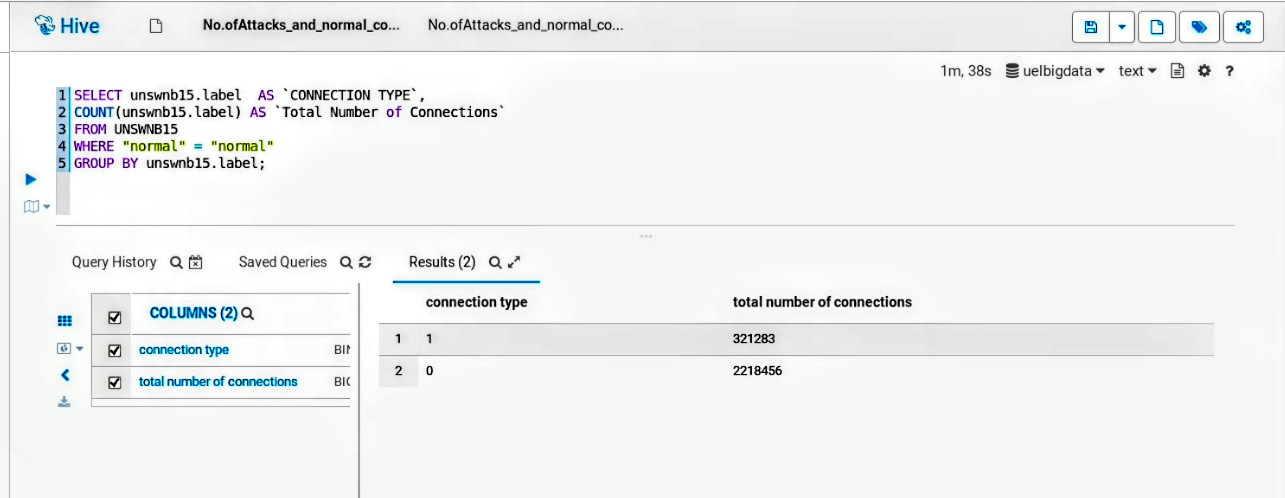 Hive No.ofAttacks_and_normal_co... No.ofAttacks_and_normal_co...
1m, 38s uelbigdata text ?
1 SELECT unswnb15.label AS `CONNECTION TYPE`,
2 COUNT(unswnb15.label) AS `Total Number of Connections`
3 FROM UNSWNB15
4 WHERE "normal" = "normal"
5 GROUP BY unswnb15.label;
...
Query History Saved Queries Results (2)
COLUMNS (2)
connection type BIN
total number of connections BIG
connection type total number of connections
1 1 321283
2 0 2218456